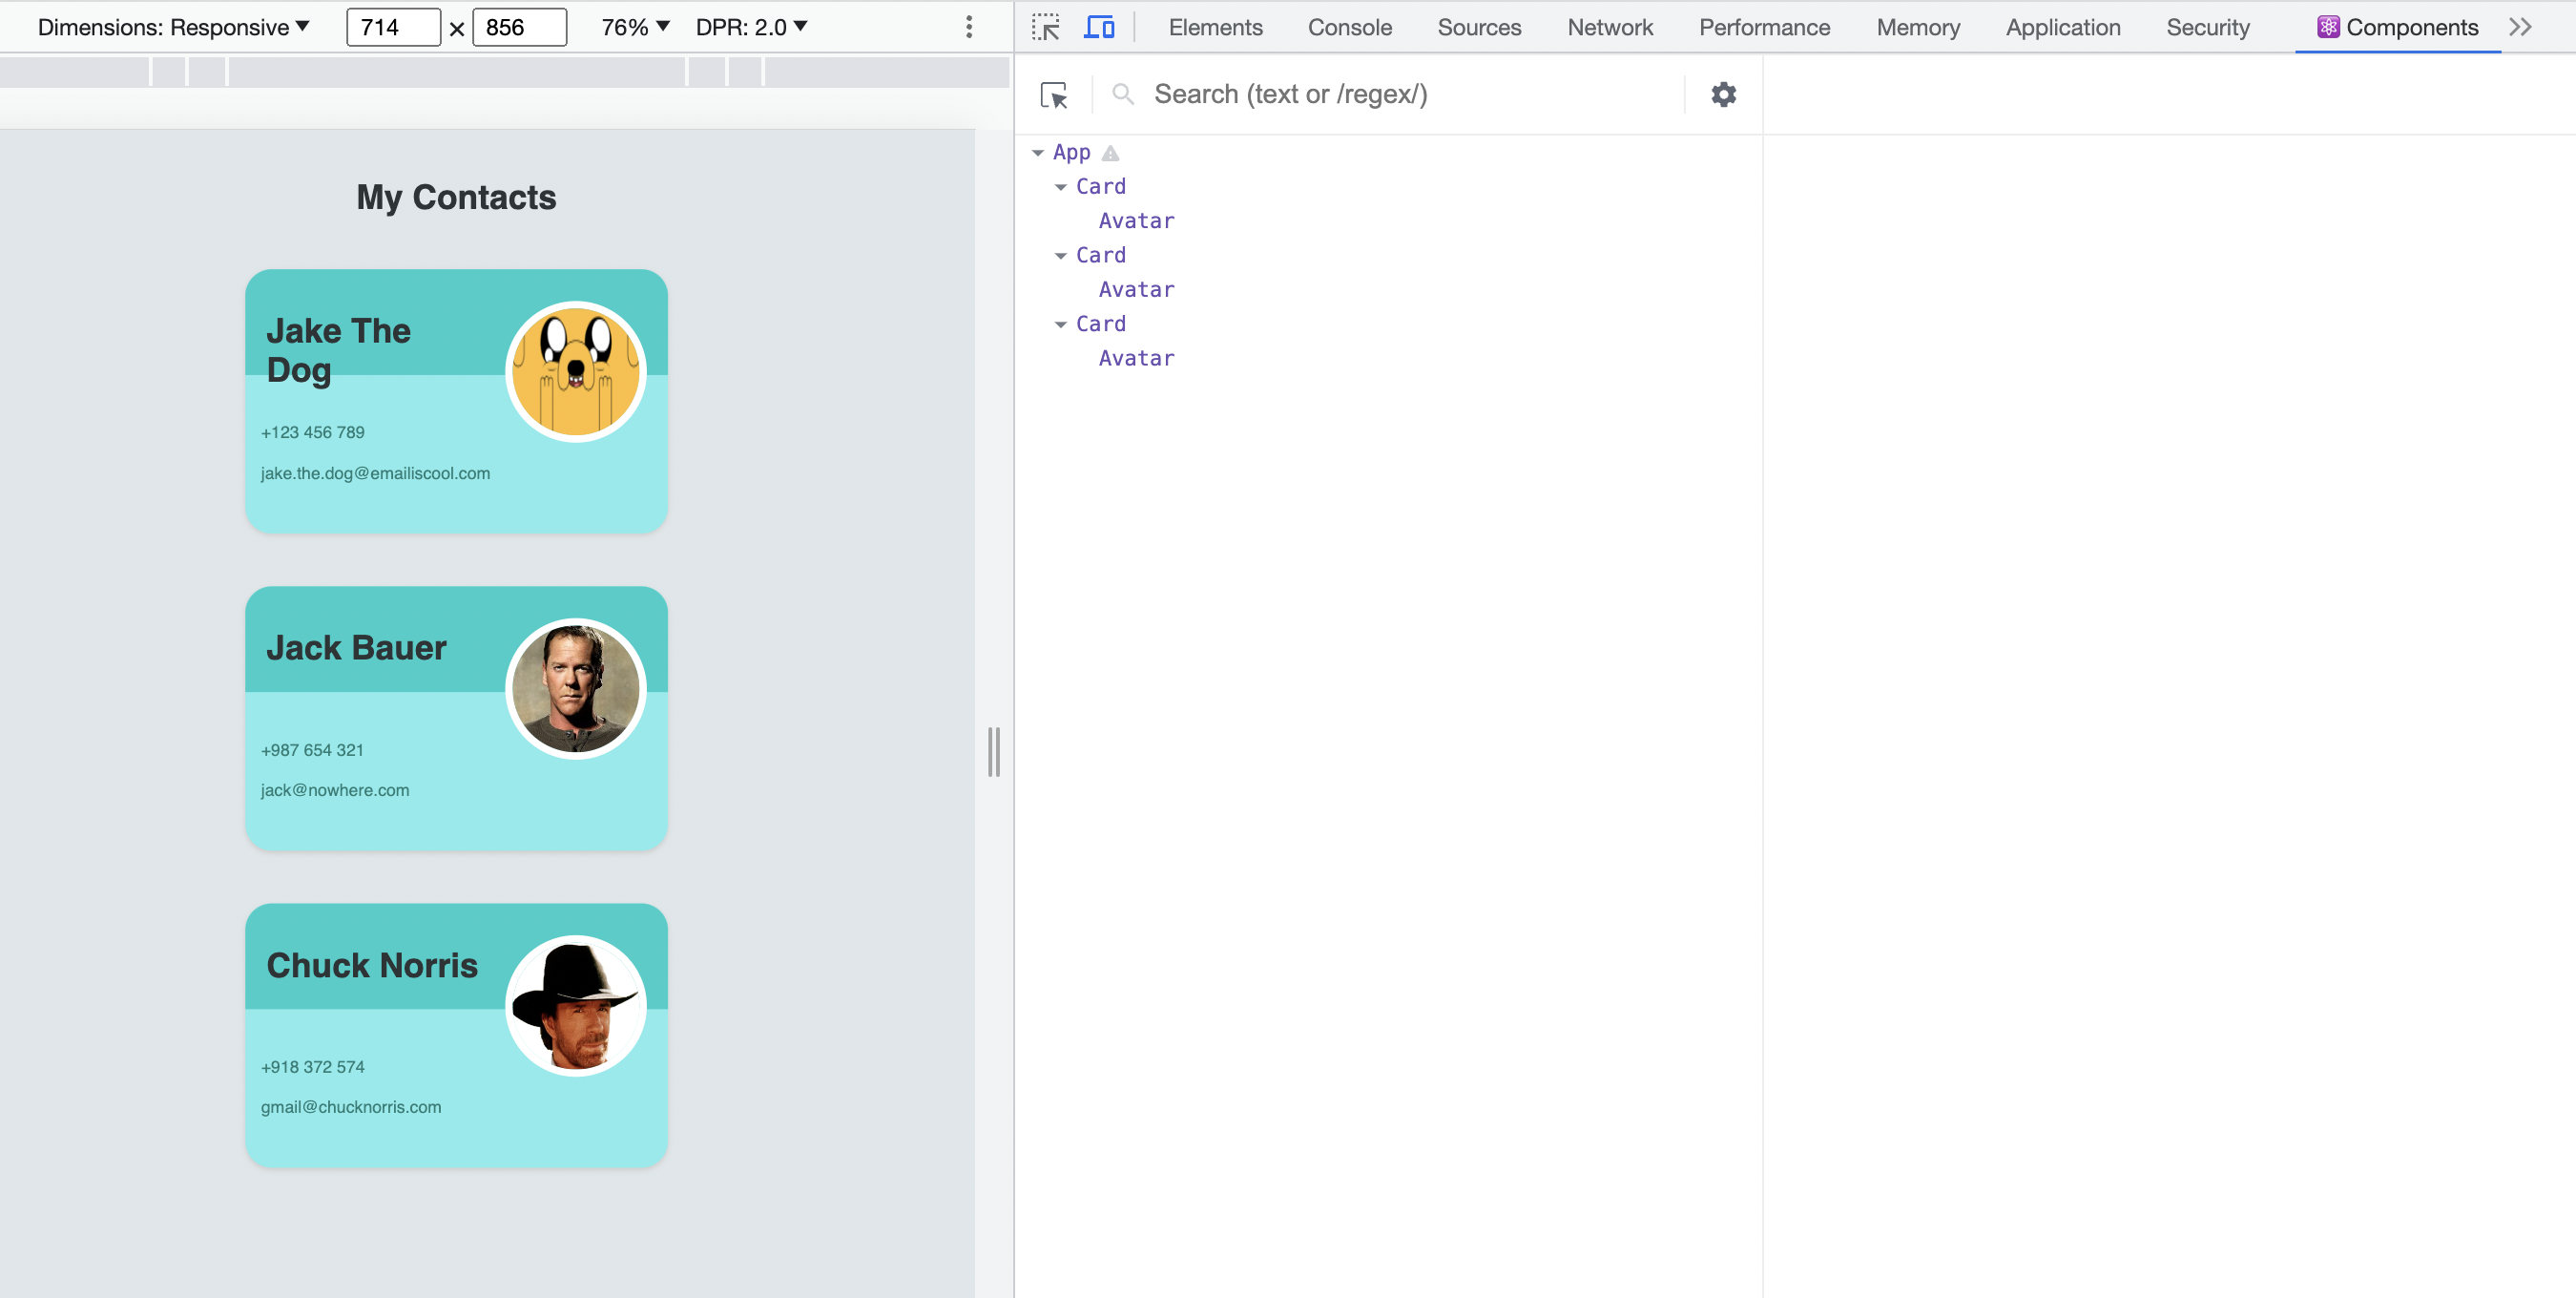 Dimensions: Responsive 714 × 856 76% DPR: 2.0
Elements Console Sources Network Performance Memory Application Security Components
Search (text or /regex/)
My Contacts
Jake The
Dog
+123 456 789
jake.the.dog@emailiscool.com
Jack Bauer
+987 654 321
jack@nowhere.com
Chuck Norris
+918 372 574
gmail@chucknorris.com
App
Card
Avatar
Card
Avatar
Card
Avatar